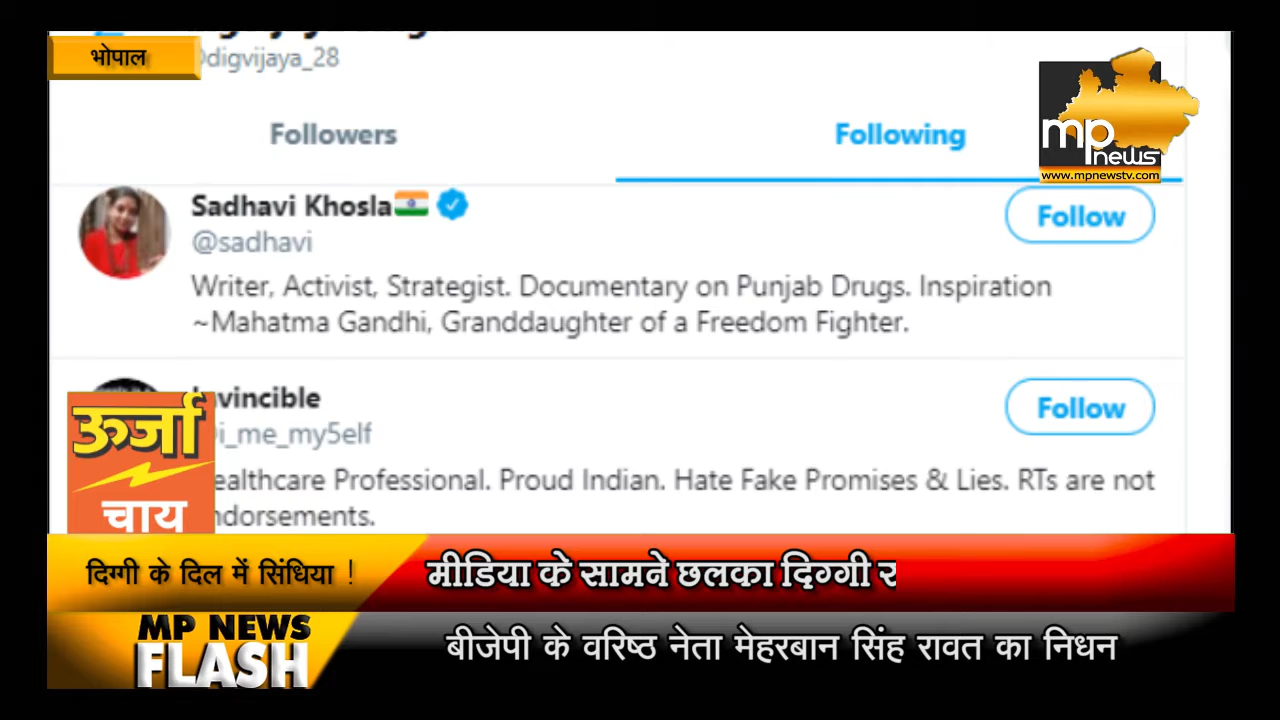 भोपाल
@digvijaya_28
Followers
Following
mp
news
www.mpnewstv.com
Sadhavi Khosla
Follow
@sadhavi
Writer, Activist, Strategist. Documentary on Punjab Drugs. Inspiration
~Mahatma Gandhi, Granddaughter of a Freedom Fighter.
nvincible
Follow
i_me_my5elf
ealthcare Professional. Proud Indian. Hate Fake Promises & Lies. RTs are not
ndorsements.
ऊर्जा
चाय
दिग्गी के दिल में सिंधिया !
मीडिया के सामने छलका दिग्गी
MP NEWS
FLASH
बीजेपी के वरिष्ठ नेता मेहरबान सिंह रावत का निधन